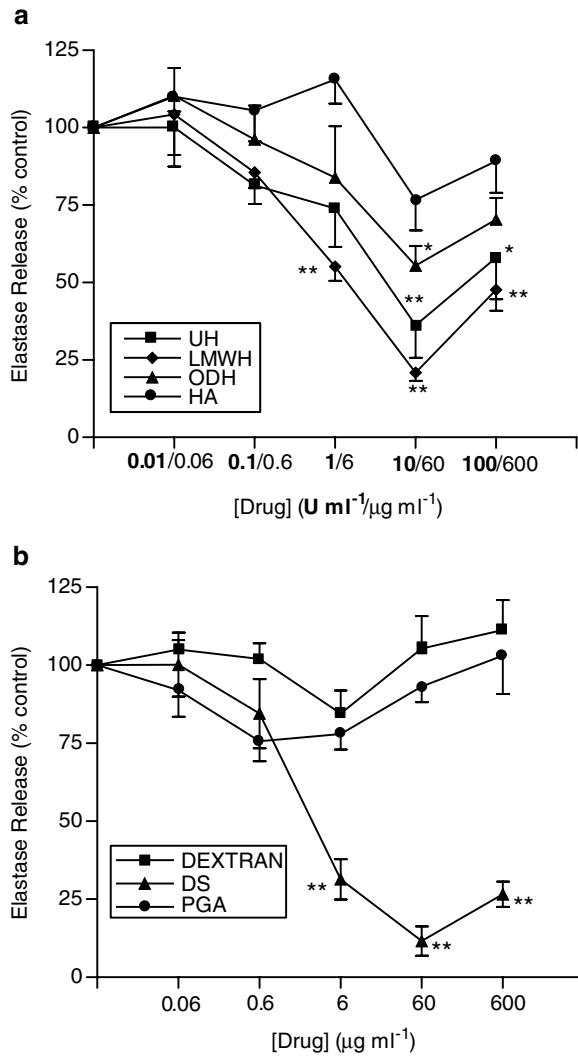 a
125
100
75
50
25
0
Elastase Release (% control)
*
**
**
*
**
**
UH
LMWH
ODH
HA
0.01/0.06 0.1/0.6 1/6 10/60 100/600
[Drug] (U ml⁻¹/μg ml⁻¹)
b
125
100
75
50
25
0
Elastase Release (% control)
**
**
**
DEXTRAN
DS
PGA
0.06 0.6 6 60 600
[Drug] (μg ml⁻¹)